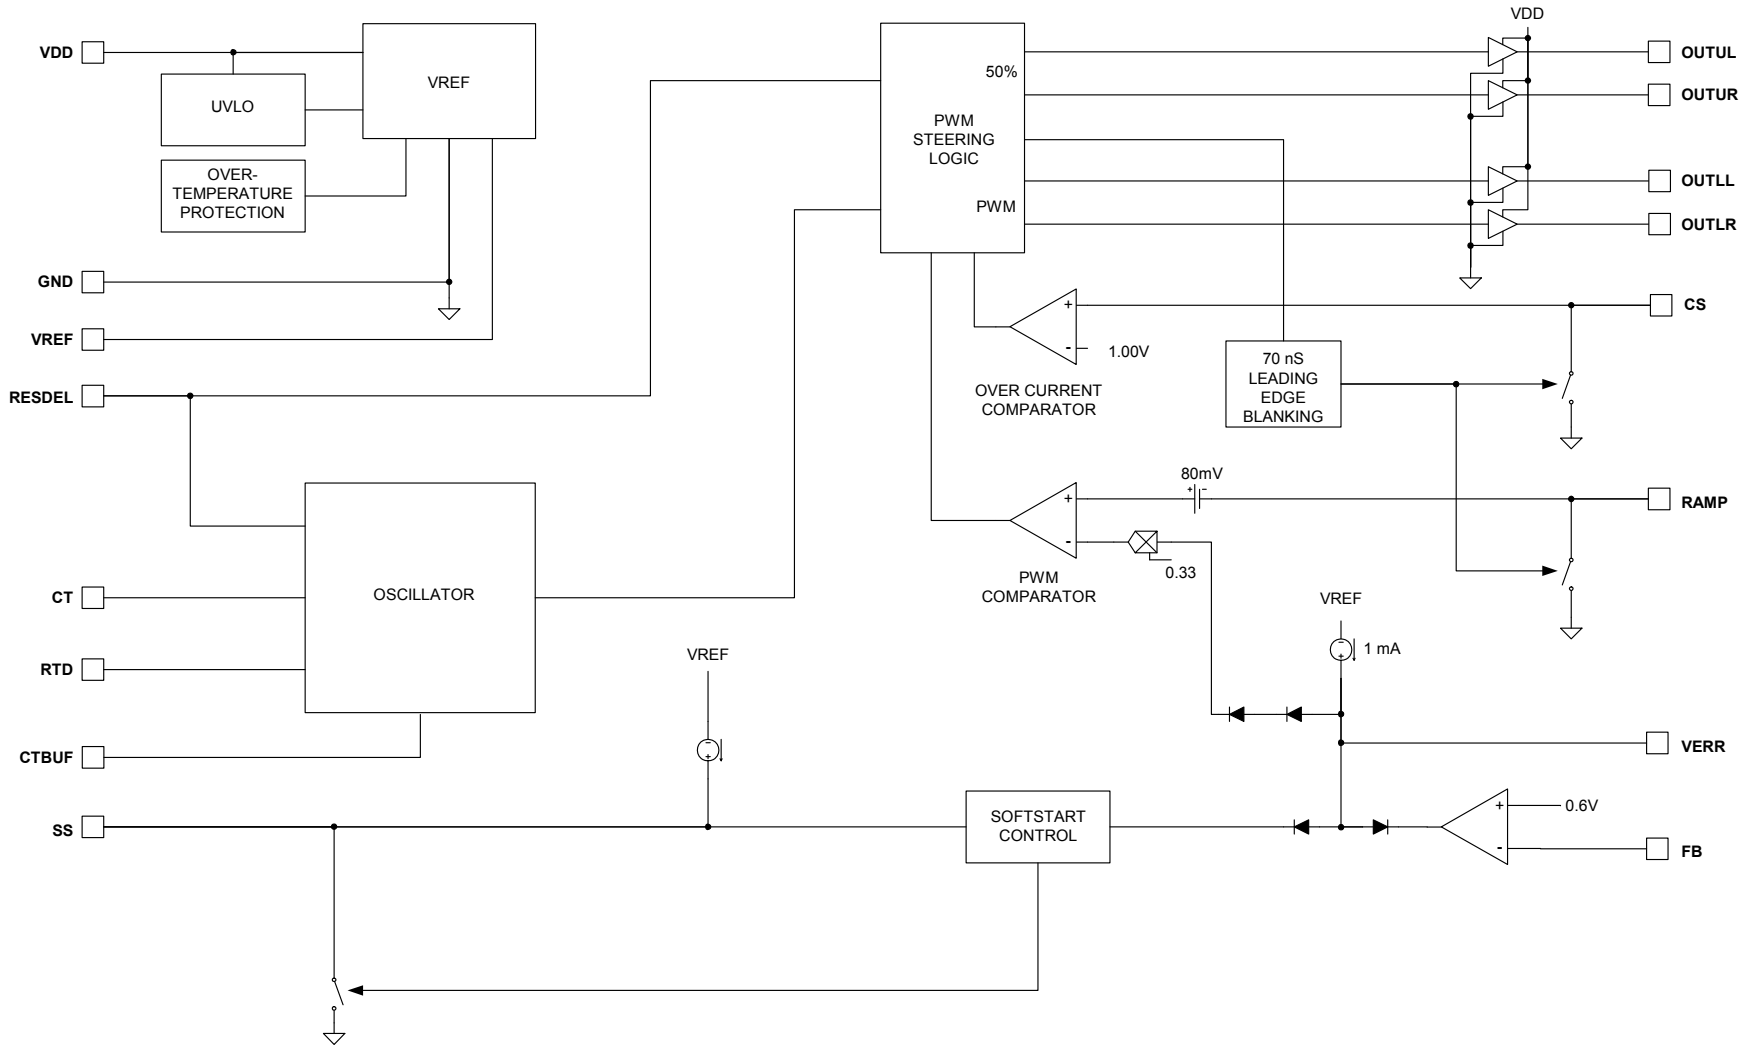 VDD
VDD
VREF
50%
OUTUL
UVLO
OUTUR
PWM
STEERING
LOGIC
OVER-
TEMPERATURE
PROTECTION
OUTLL
PWM
OUTLR
GND
CS
+
-
1.00V
VREF
70 nS
LEADING
EDGE
BLANKING
OVER CURRENT
COMPARATOR
RESDEL
80mV
+ -
+
RAMP
-
0.33
PWM
COMPARATOR
CT
OSCILLATOR
VREF
1 mA
-
+
RTD
VREF
-
+
VERR
CTBUF
SOFTSTART
CONTROL
+
0.6V
SS
-
FB